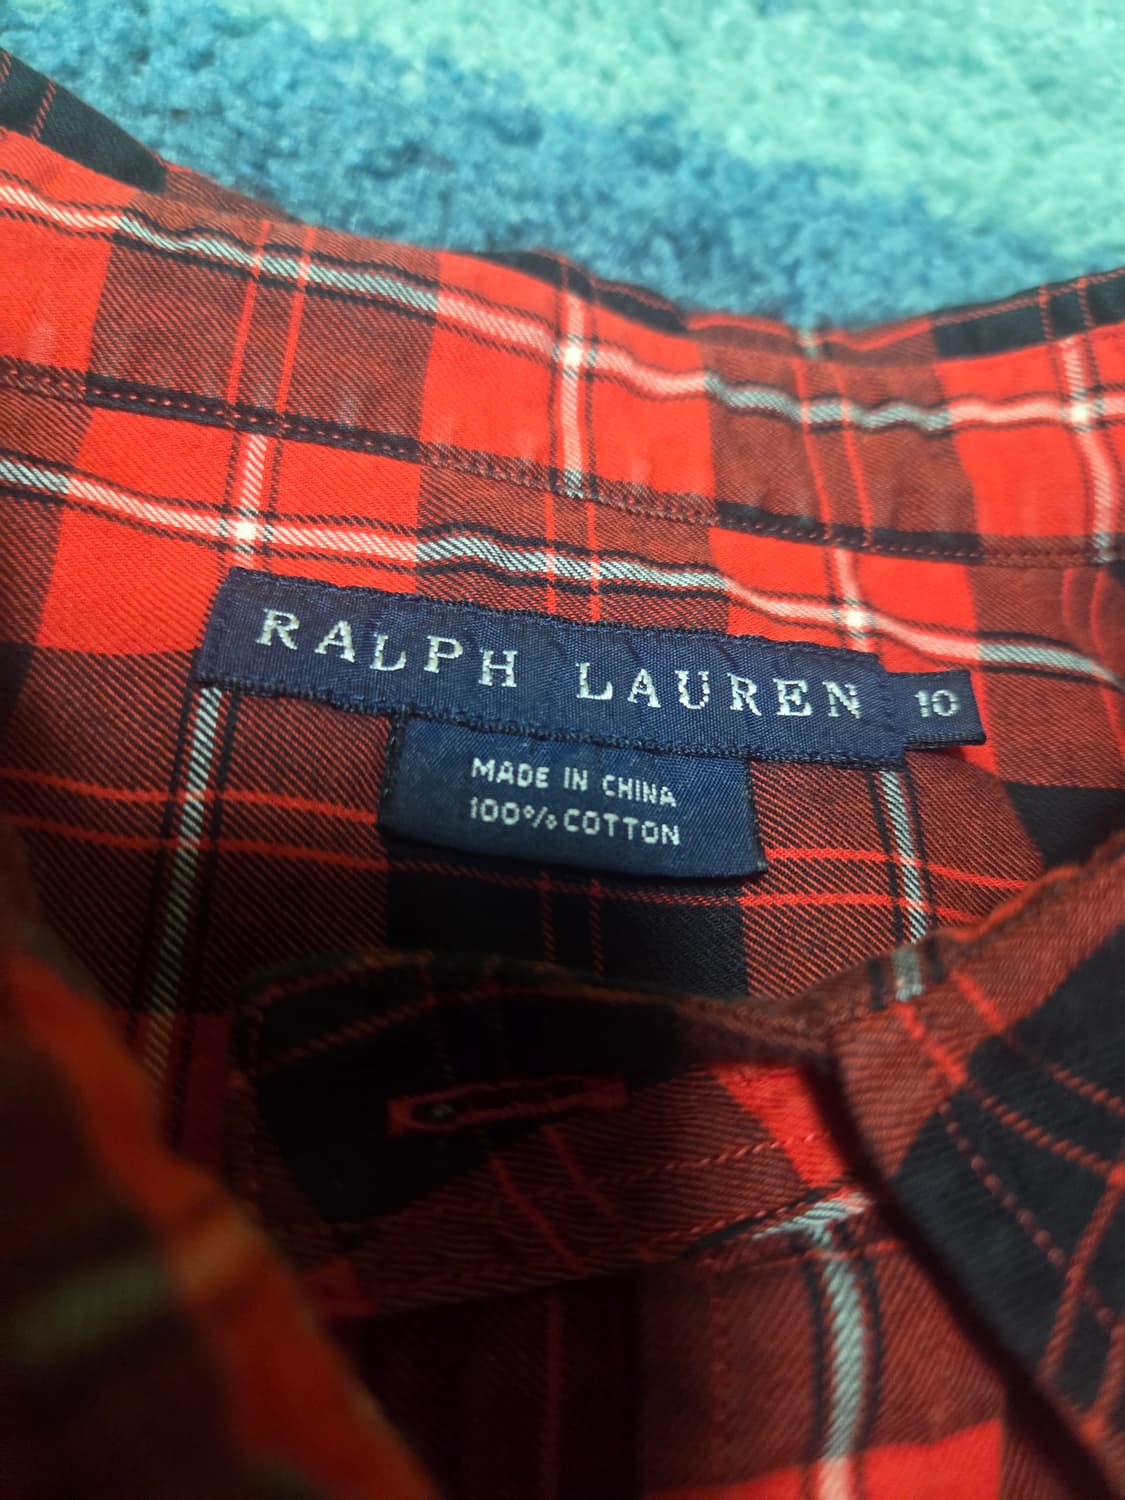 RALPH LAUREN 10
MADE IN CHINA
100% COTTON